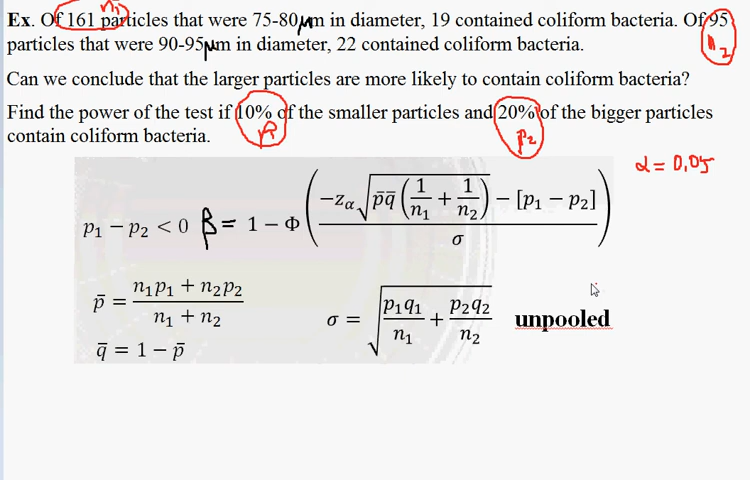 n₁
Ex. Of 161 particles that were 75-80μm in diameter, 19 contained coliform bacteria. Of 95
particles that were 90-95μm in diameter, 22 contained coliform bacteria.
n₂
Can we conclude that the larger particles are more likely to contain coliform bacteria?
Find the power of the test if 10% of the smaller particles and 20% of the bigger particles
contain coliform bacteria.
P₁ P₂
α = 0,05
p₁ − p₂ < 0 β = 1 − Φ ( (−z_α √(p̄q̄ (1/n₁ + 1/n₂)) − [p₁ − p₂]) / σ )
p̄ = (n₁p₁ + n₂p₂) / (n₁ + n₂)
σ = √(p₁q₁/n₁ + p₂q₂/n₂) unpooled
q̄ = 1 − p̄